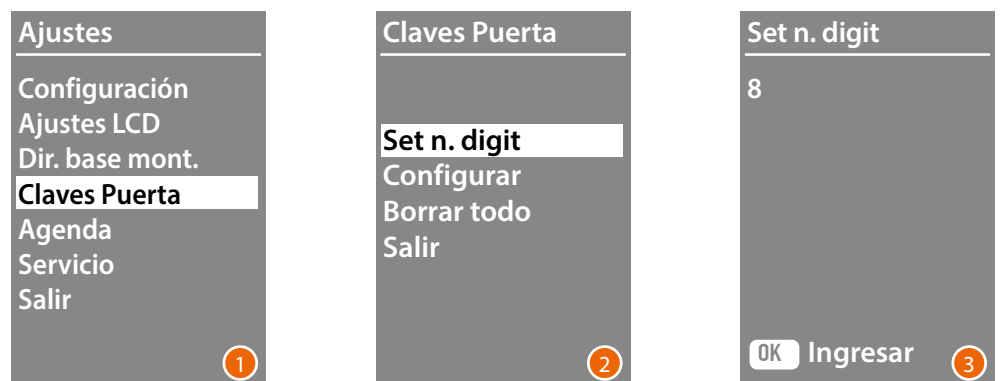 Ajustes
Configuración
Ajustes LCD
Dir. base mont.
Claves Puerta
Agenda
Servicio
Salir
1
Claves Puerta
Set n. digit
Configurar
Borrar todo
Salir
2
Set n. digit
8
OK Ingresar
3